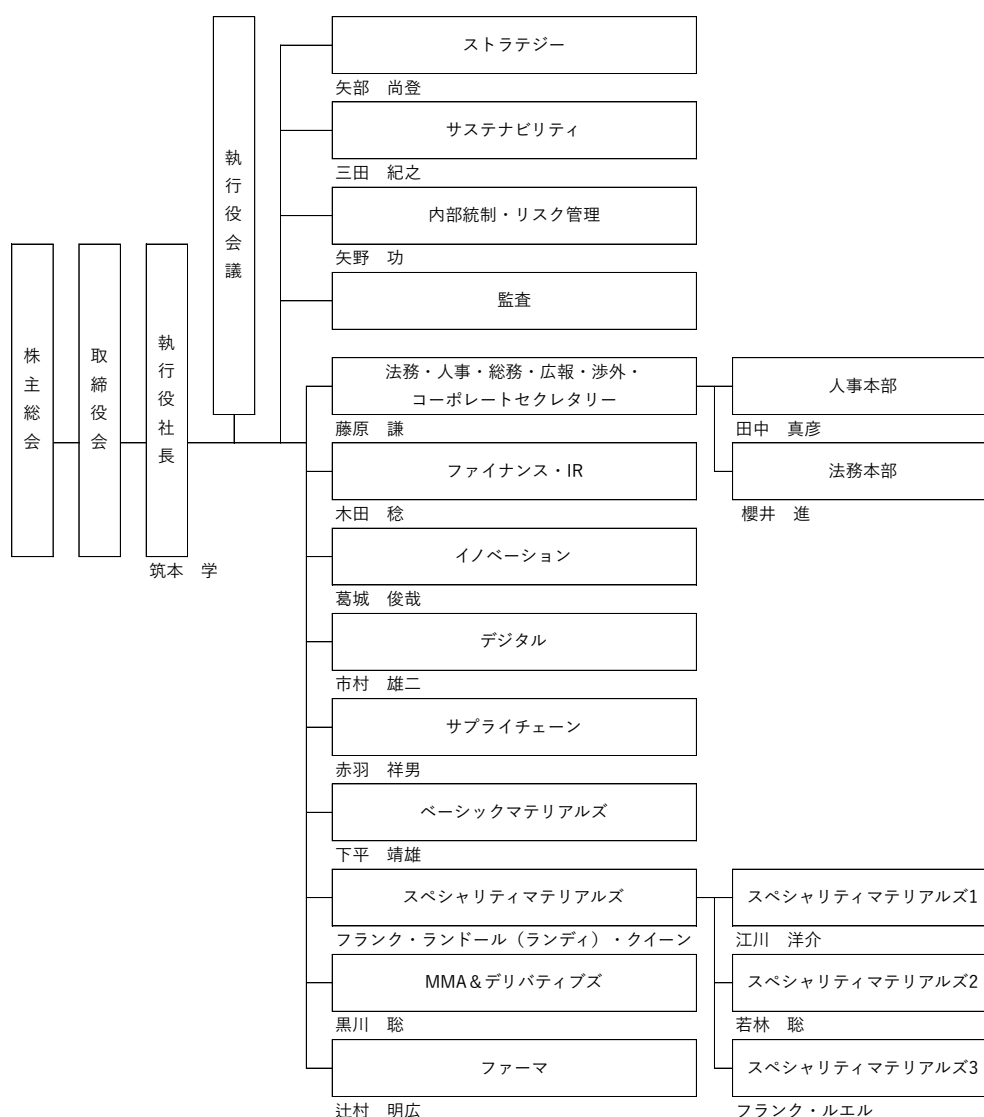 株主総会
取締役会
執行役社長
筑本　学
執行役会議
ストラテジー
矢部　尚登
サステナビリティ
三田　紀之
内部統制・リスク管理
矢野　功
監査
法務・人事・総務・広報・渉外・
コーポレートセクレタリー
藤原　謙
人事本部
田中　真彦
法務本部
櫻井　進
ファイナンス・IR
木田　稔
イノベーション
葛城　俊哉
デジタル
市村　雄二
サプライチェーン
赤羽　祥男
ベーシックマテリアルズ
下平　靖雄
スペシャリティマテリアルズ
フランク・ランドール（ランディ）・クイーン
スペシャリティマテリアルズ1
江川　洋介
スペシャリティマテリアルズ2
若林　聡
スペシャリティマテリアルズ3
フランク・ルエル
MMA＆デリバティブズ
黒川　聡
ファーマ
辻村　明広